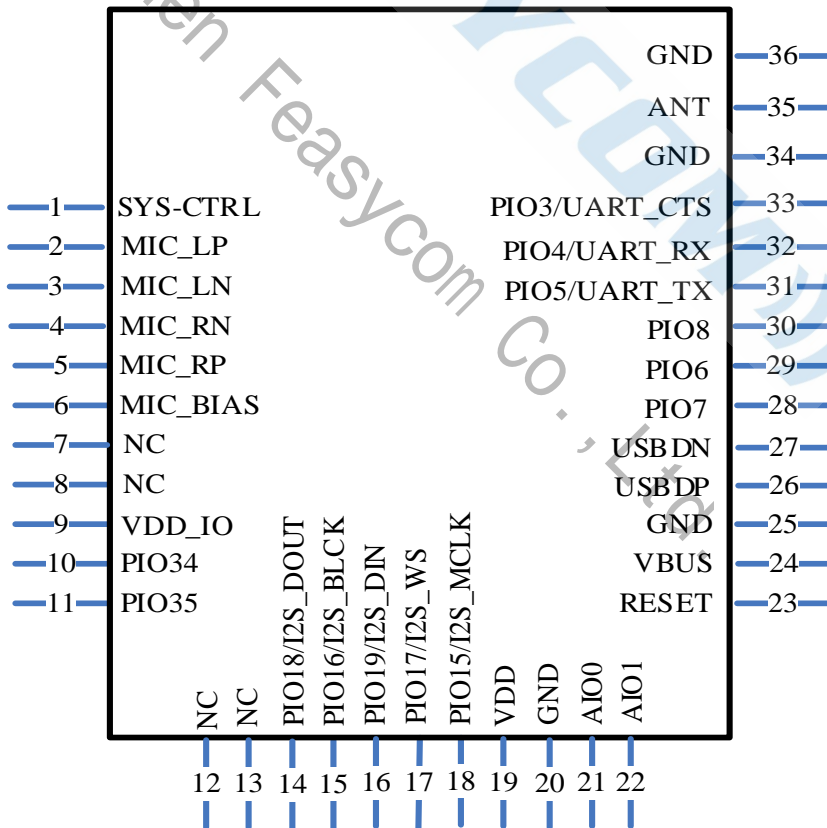 en Feasycom Co., Ltd.
YCOM
1 SYS-CTRL
2 MIC_LP
3 MIC_LN
4 MIC_RN
5 MIC_RP
6 MIC_BIAS
7 NC
8 NC
9 VDD_IO
10 PIO34
11 PIO35
NC 12
NC 13
PIO18/I2S_DOUT 14
PIO16/I2S_BLCK 15
PIO19/I2S_DIN 16
PIO17/I2S_WS 17
PIO15/I2S_MCLK 18
VDD 19
GND 20
AIO0 21
AIO1 22
GND 36
ANT 35
GND 34
PIO3/UART_CTS 33
PIO4/UART_RX 32
PIO5/UART_TX 31
PIO8 30
PIO6 29
PIO7 28
USBDN 27
USBDP 26
GND 25
VBUS 24
RESET 23